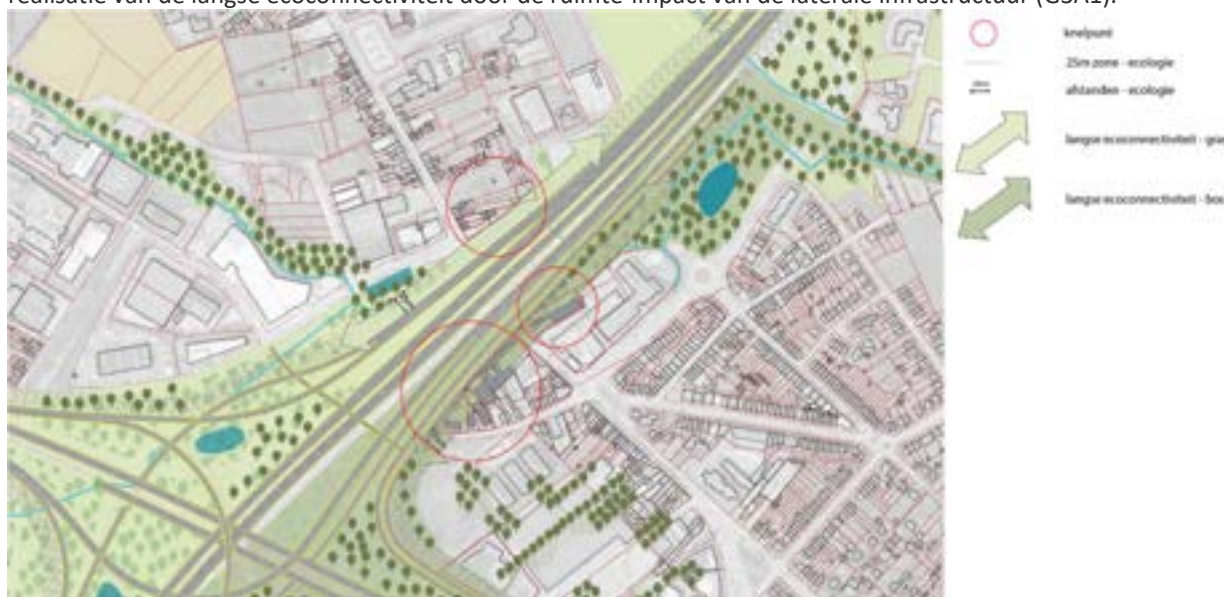 realisatie van de langse ecoconnectiviteit door de ruimte-impact van de laterale infrastructuur (GSA1).
knelpunt
25m zone - ecologie
afstanden - ecologie
langse ecoconnectiviteit - gras
langse ecoconnectiviteit - bos